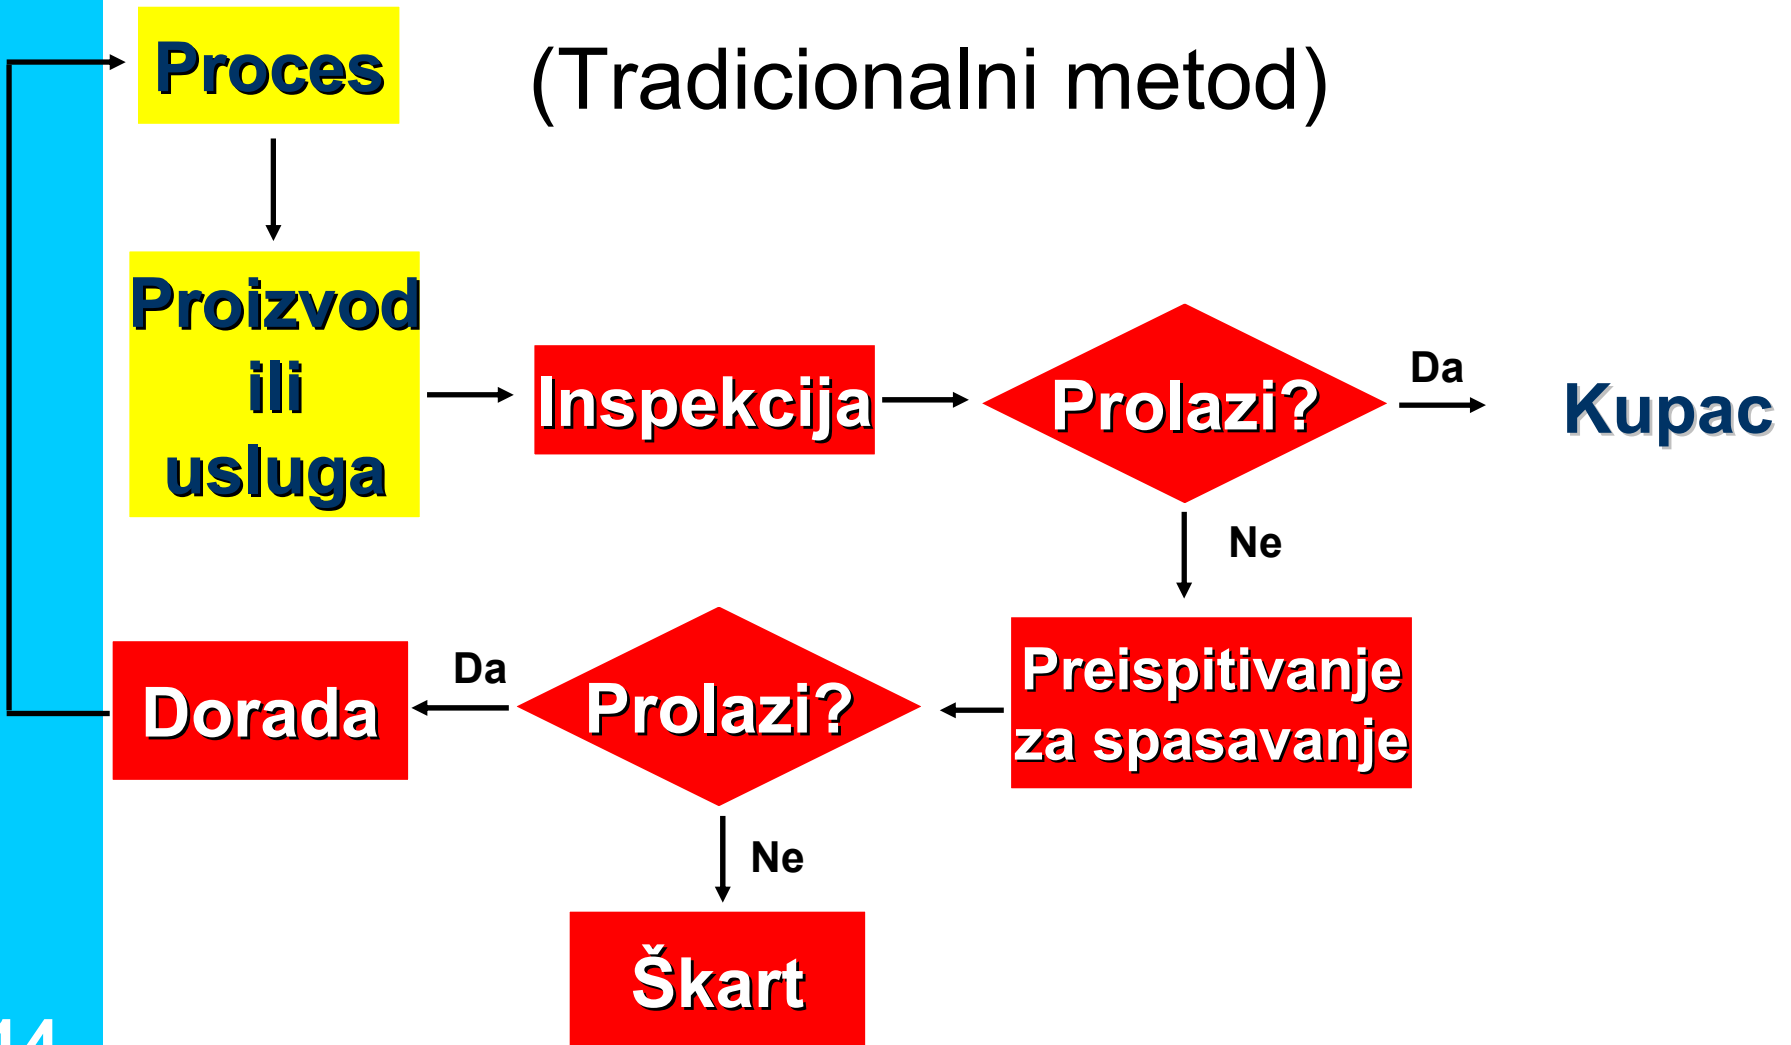 Proces
(Tradicionalni metod)
Proizvod
ili
usluga
Inspekcija
Prolazi?
Da
Kupac
Ne
Preispitivanje
za spasavanje
Prolazi?
Da
Dorada
Ne
Škart